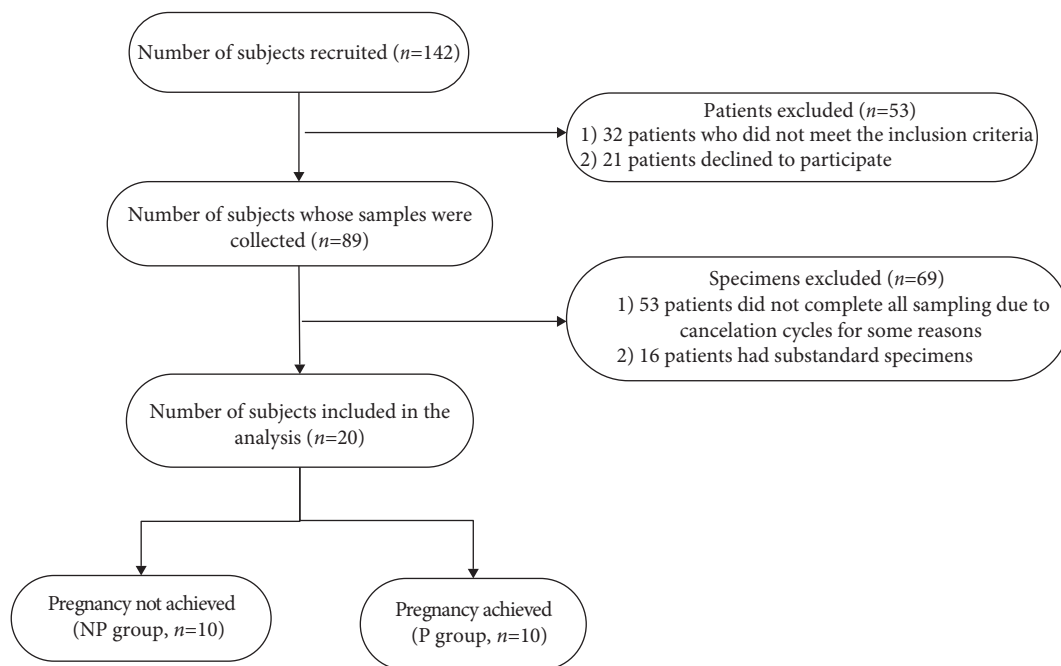 Number of subjects recruited (n=142)
Patients excluded (n=53)
1) 32 patients who did not meet the inclusion criteria
2) 21 patients declined to participate
Number of subjects whose samples were
collected (n=89)
Specimens excluded (n=69)
1) 53 patients did not complete all sampling due to
cancelation cycles for some reasons
2) 16 patients had substandard specimens
Number of subjects included in the
analysis (n=20)
Pregnancy not achieved
(NP group, n=10)
Pregnancy achieved
(P group, n=10)